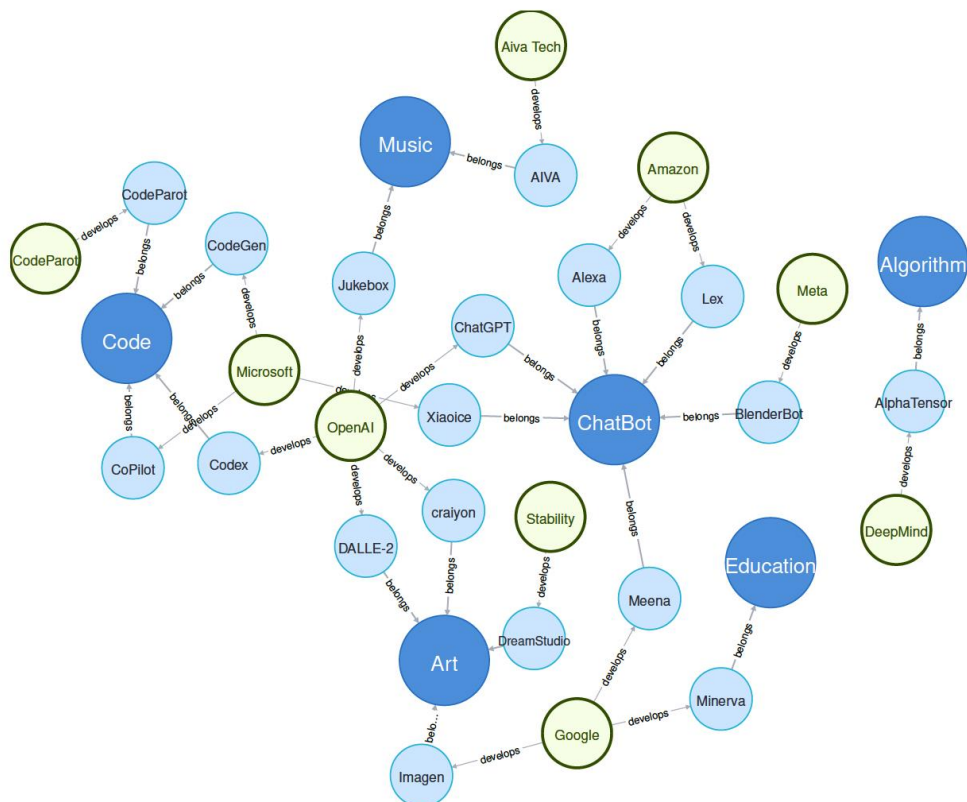 Aiva Tech
develops
Music
belongs
AIVA
Amazon
CodeParot
develops
CodeParot
belongs
CodeGen
belongs
develops
belongs
Jukebox
develops
develops
Alexa
Lex
Meta
Algorithm
Code
ChatGPT
belongs
belongs
belongs
develops
belongs
Microsoft
develops
develops
develops
belongs
OpenAI
Xiaoice
belongs
ChatBot
belongs
BlenderBot
AlphaTensor
belongs
develops
CoPilot
Codex
develops
develops
develops
craiyon
Stability
belongs
develops
DeepMind
DALLE-2
belongs
belongs
develops
Meena
Education
Art
DreamStudio
develops
belongs
Minerva
belo...
Google
develops
develops
Imagen